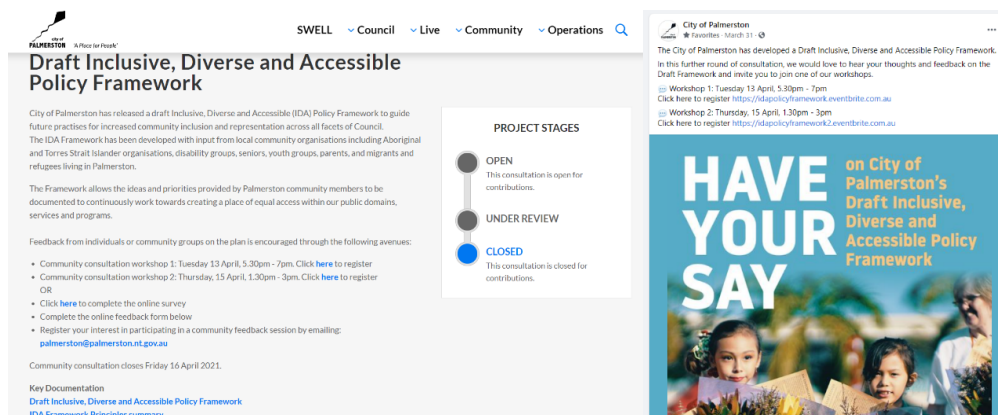 city of
PALMERSTON
'A Place for People'
SWELL
Council
Live
Community
Operations
Draft Inclusive, Diverse and Accessible
Policy Framework
City of Palmerston has released a draft Inclusive, Diverse and Accessible (IDA) Policy Framework to guide
future practises for increased community inclusion and representation across all facets of Council.
The IDA Framework has been developed with input from local community organisations including Aboriginal
and Torres Strait Islander organisations, disability groups, seniors, youth groups, parents, and migrants and
refugees living in Palmerston.
The Framework allows the ideas and priorities provided by Palmerston community members to be
documented to continuously work towards creating a place of equal access within our public domains,
services and programs.
Feedback from individuals or community groups on the plan is encouraged through the following avenues:
• Community consultation workshop 1: Tuesday 13 April, 5.30pm - 7pm. Click here to register
• Community consultation workshop 2: Thursday, 15 April, 1.30pm - 3pm. Click here to register
OR
• Click here to complete the online survey
• Complete the online feedback form below
• Register your interest in participating in a community feedback session by emailing:
palmerston@palmerston.nt.gov.au
Community consultation closes Friday 16 April 2021.
Key Documentation
Draft Inclusive, Diverse and Accessible Policy Framework
IDA Framework Principles summary
PROJECT STAGES
OPEN
This consultation is open for
contributions.
UNDER REVIEW
CLOSED
This consultation is closed for
contributions.
City of Palmerston
Favorites · March 31 ·
The City of Palmerston has developed a Draft Inclusive, Diverse and Accessible Policy Framework.
In this further round of consultation, we would love to hear your thoughts and feedback on the
Draft Framework and invite you to join one of our workshops.
Workshop 1: Tuesday 13 April, 5.30pm - 7pm
Click here to register https://idapolicyframework.eventbrite.com.au
Workshop 2: Thursday, 15 April, 1.30pm - 3pm
Click here to register https://idapolicyframework2.eventbrite.com.au
HAVE
YOUR
SAY
on City of
Palmerston's
Draft Inclusive,
Diverse and
Accessible Policy
Framework